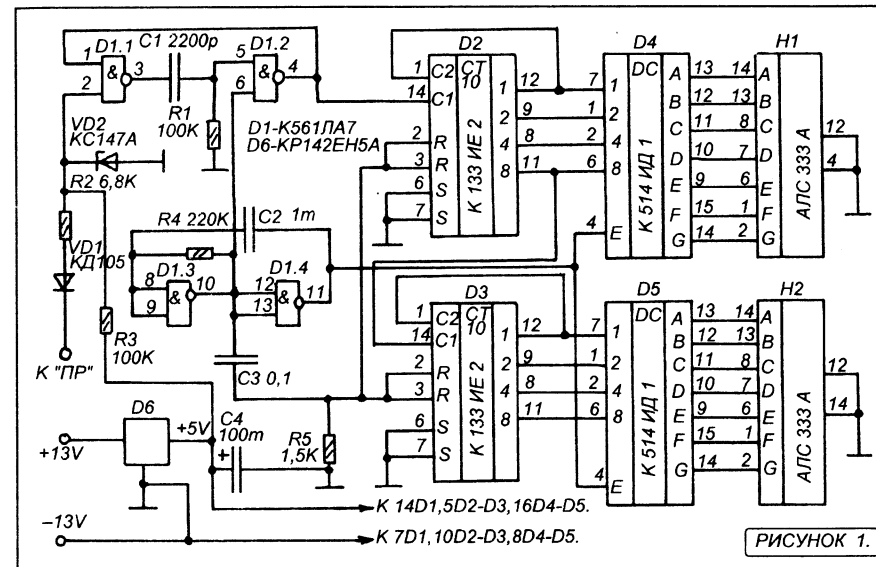 D1.1 C1 2200p D1.2
1 & 3 5 & 4
2 6
R1
100K
VD2
КС147А
D1-К561ЛА7
D6-КР142ЕН5А
R2 6,8K
R4 220K C2 1m
VD1
КД105
D1.3 D1.4
8 & 10 12 & 11
9 13
R3
100K
К "ПР"
C3 0,1
D6
+5V
C4
100m
+
R5
1,5K
+13V
–13V
К 14D1,5D2-D3,16D4-D5.
К 7D1,10D2-D3,8D4-D5.
D2
К 133 ИЕ 2
CT
10
1 C2 1 12
14 C1 2 9
2 R 4 8
3 R 8 11
6 S
7 S
D4
К 514 ИД 1
DC
7 1 A 13
1 2 B 12
2 4 C 11
6 8 D 10
E 9
F 15
4 E G 14
H1
АЛС 333 А
14 A
13 B
8 C 12
7 D 4
6 E
1 F
2 G
D3
К 133 ИЕ 2
CT
10
1 C2 1 12
14 C1 2 9
2 R 4 8
3 R 8 11
6 S
7 S
D5
К 514 ИД 1
DC
7 1 A 13
1 2 B 12
2 4 C 11
6 8 D 10
E 9
F 15
4 E G 14
H2
АЛС 333 А
14 A
13 B
8 C 12
7 D 14
6 E
1 F
2 G
РИСУНОК 1.